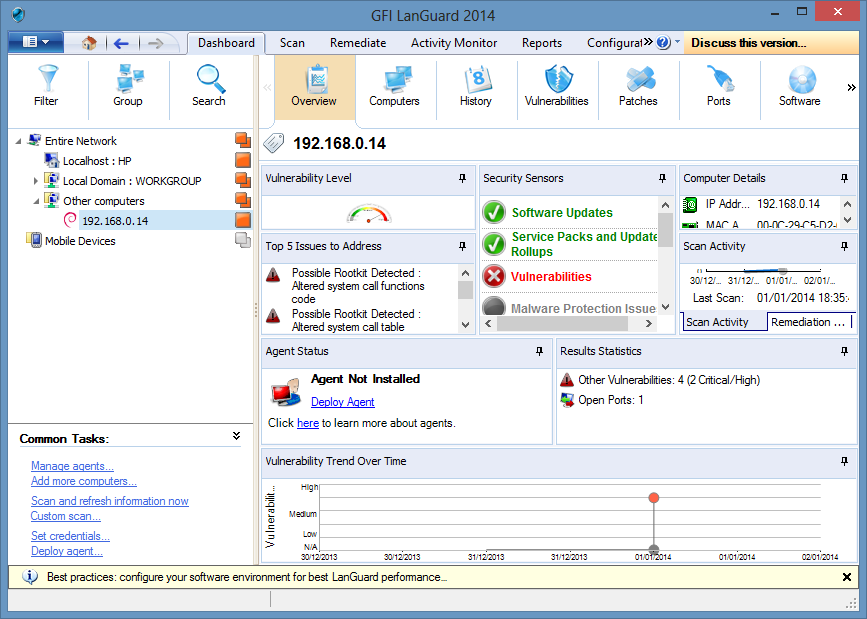 GFI LanGuard 2014
Dashboard
Scan
Remediate
Activity Monitor
Reports
Configurat
Discuss this version...
Filter
Group
Search
Overview
Computers
History
Vulnerabilities
Patches
Ports
Software
Entire Network
Localhost : HP
Local Domain : WORKGROUP
Other computers
192.168.0.14
Mobile Devices
Common Tasks:
Manage agents...
Add more computers...
Scan and refresh information now
Custom scan...
Set credentials...
Deploy agent...
192.168.0.14
Vulnerability Level
Top 5 Issues to Address
Possible Rootkit Detected :
Altered system call functions
code
Possible Rootkit Detected :
Altered system call table
Security Sensors
Software Updates
Service Packs and Update
Rollups
Vulnerabilities
Malware Protection Issue
Computer Details
IP Addr... 192.168.0.14
MAC A... 00-0C-29-C5-D2-
Scan Activity
30/12/... 31/12/... 01/01/... 02/01/...
Last Scan: 01/01/2014 18:35:
Scan Activity
Remediation ...
Agent Status
Agent Not Installed
Deploy Agent
Click here to learn more about agents.
Results Statistics
Other Vulnerabilities: 4 (2 Critical/High)
Open Ports: 1
Vulnerability Trend Over Time
Vulnerabilit...
High
Medium
Low
N/A
30/12/2013 30/12/2013 31/12/2013 31/12/2013 01/01/2014 01/01/2014 02/01/2014
Best practices: configure your software environment for best LanGuard performance...